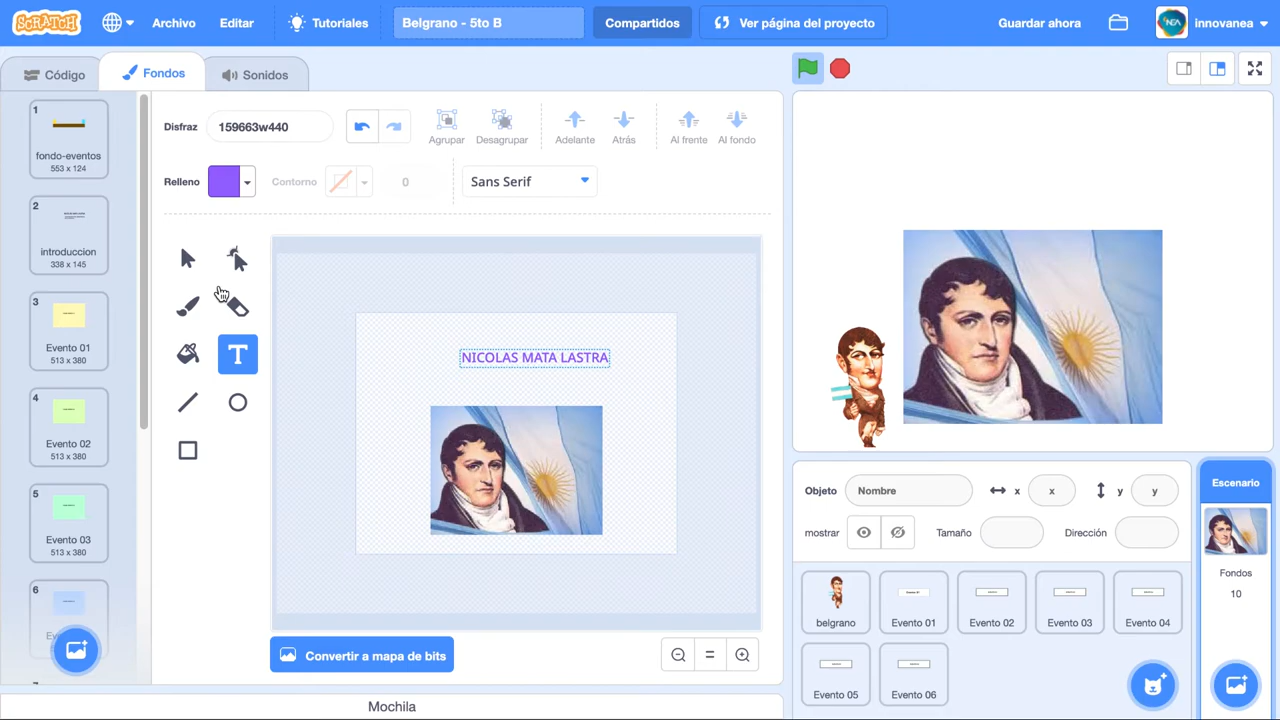 SCRATCH
Archivo
Editar
Tutoriales
Belgrano - 5to B
Compartidos
Ver página del proyecto
Guardar ahora
innovanea
Código
Fondos
Sonidos
1
fondo-eventos
553 x 124
2
introduccion
338 x 145
3
Evento 01
513 x 380
4
Evento 02
513 x 380
5
Evento 03
513 x 380
6
Disfraz
159663w440
Agrupar
Desagrupar
Adelante
Atrás
Al frente
Al fondo
Relleno
Contorno
0
Sans Serif
T
NICOLAS MATA LASTRA
Convertir a mapa de bits
Mochila
Objeto
Nombre
x
x
y
y
mostrar
Tamaño
Dirección
belgrano
Evento 01
Evento 02
Evento 03
Evento 04
Evento 05
Evento 06
Escenario
Fondos
10